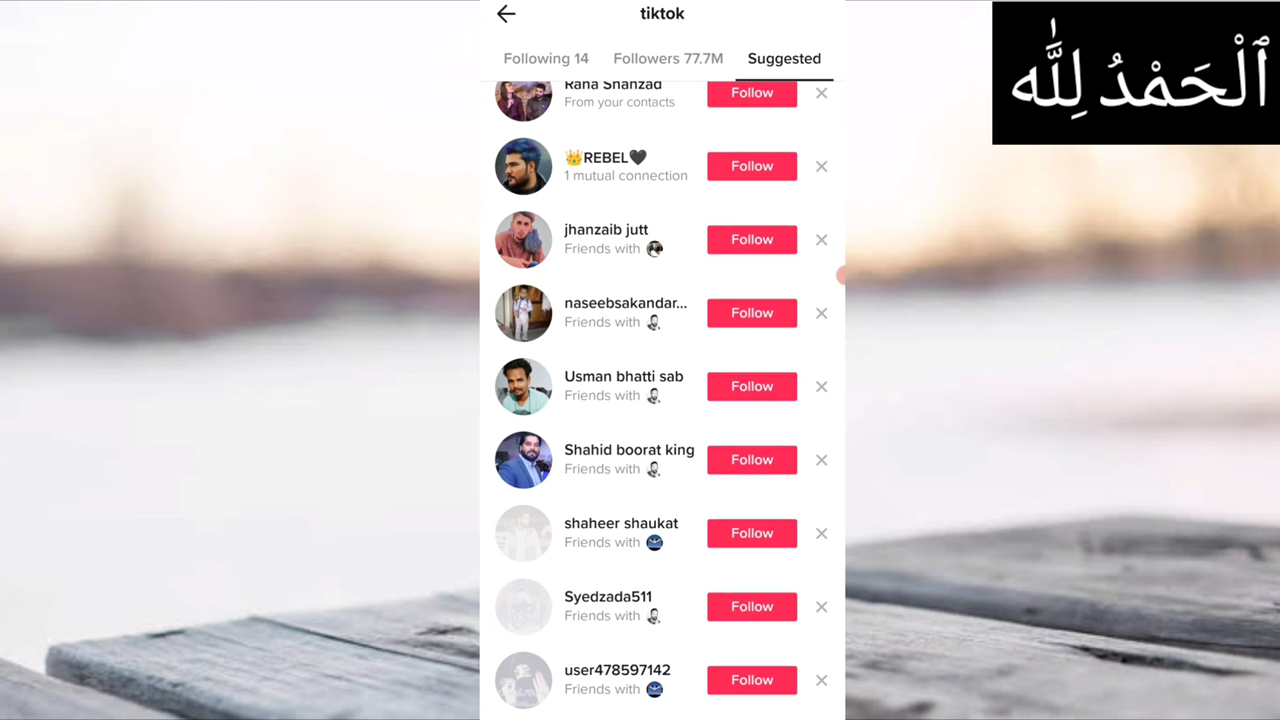 tiktok
Following 14 Followers 77.7M Suggested
Rana Shahzad Follow
From your contacts
👑REBEL🖤 Follow
1 mutual connection
jhanzaib jutt Follow
Friends with
naseebsakandar... Follow
Friends with
Usman bhatti sab Follow
Friends with
Shahid boorat king Follow
Friends with
shaheer shaukat Follow
Friends with
Syedzada511 Follow
Friends with
user478597142 Follow
Friends with
ٱلْحَمْدُ لِلَّٰه